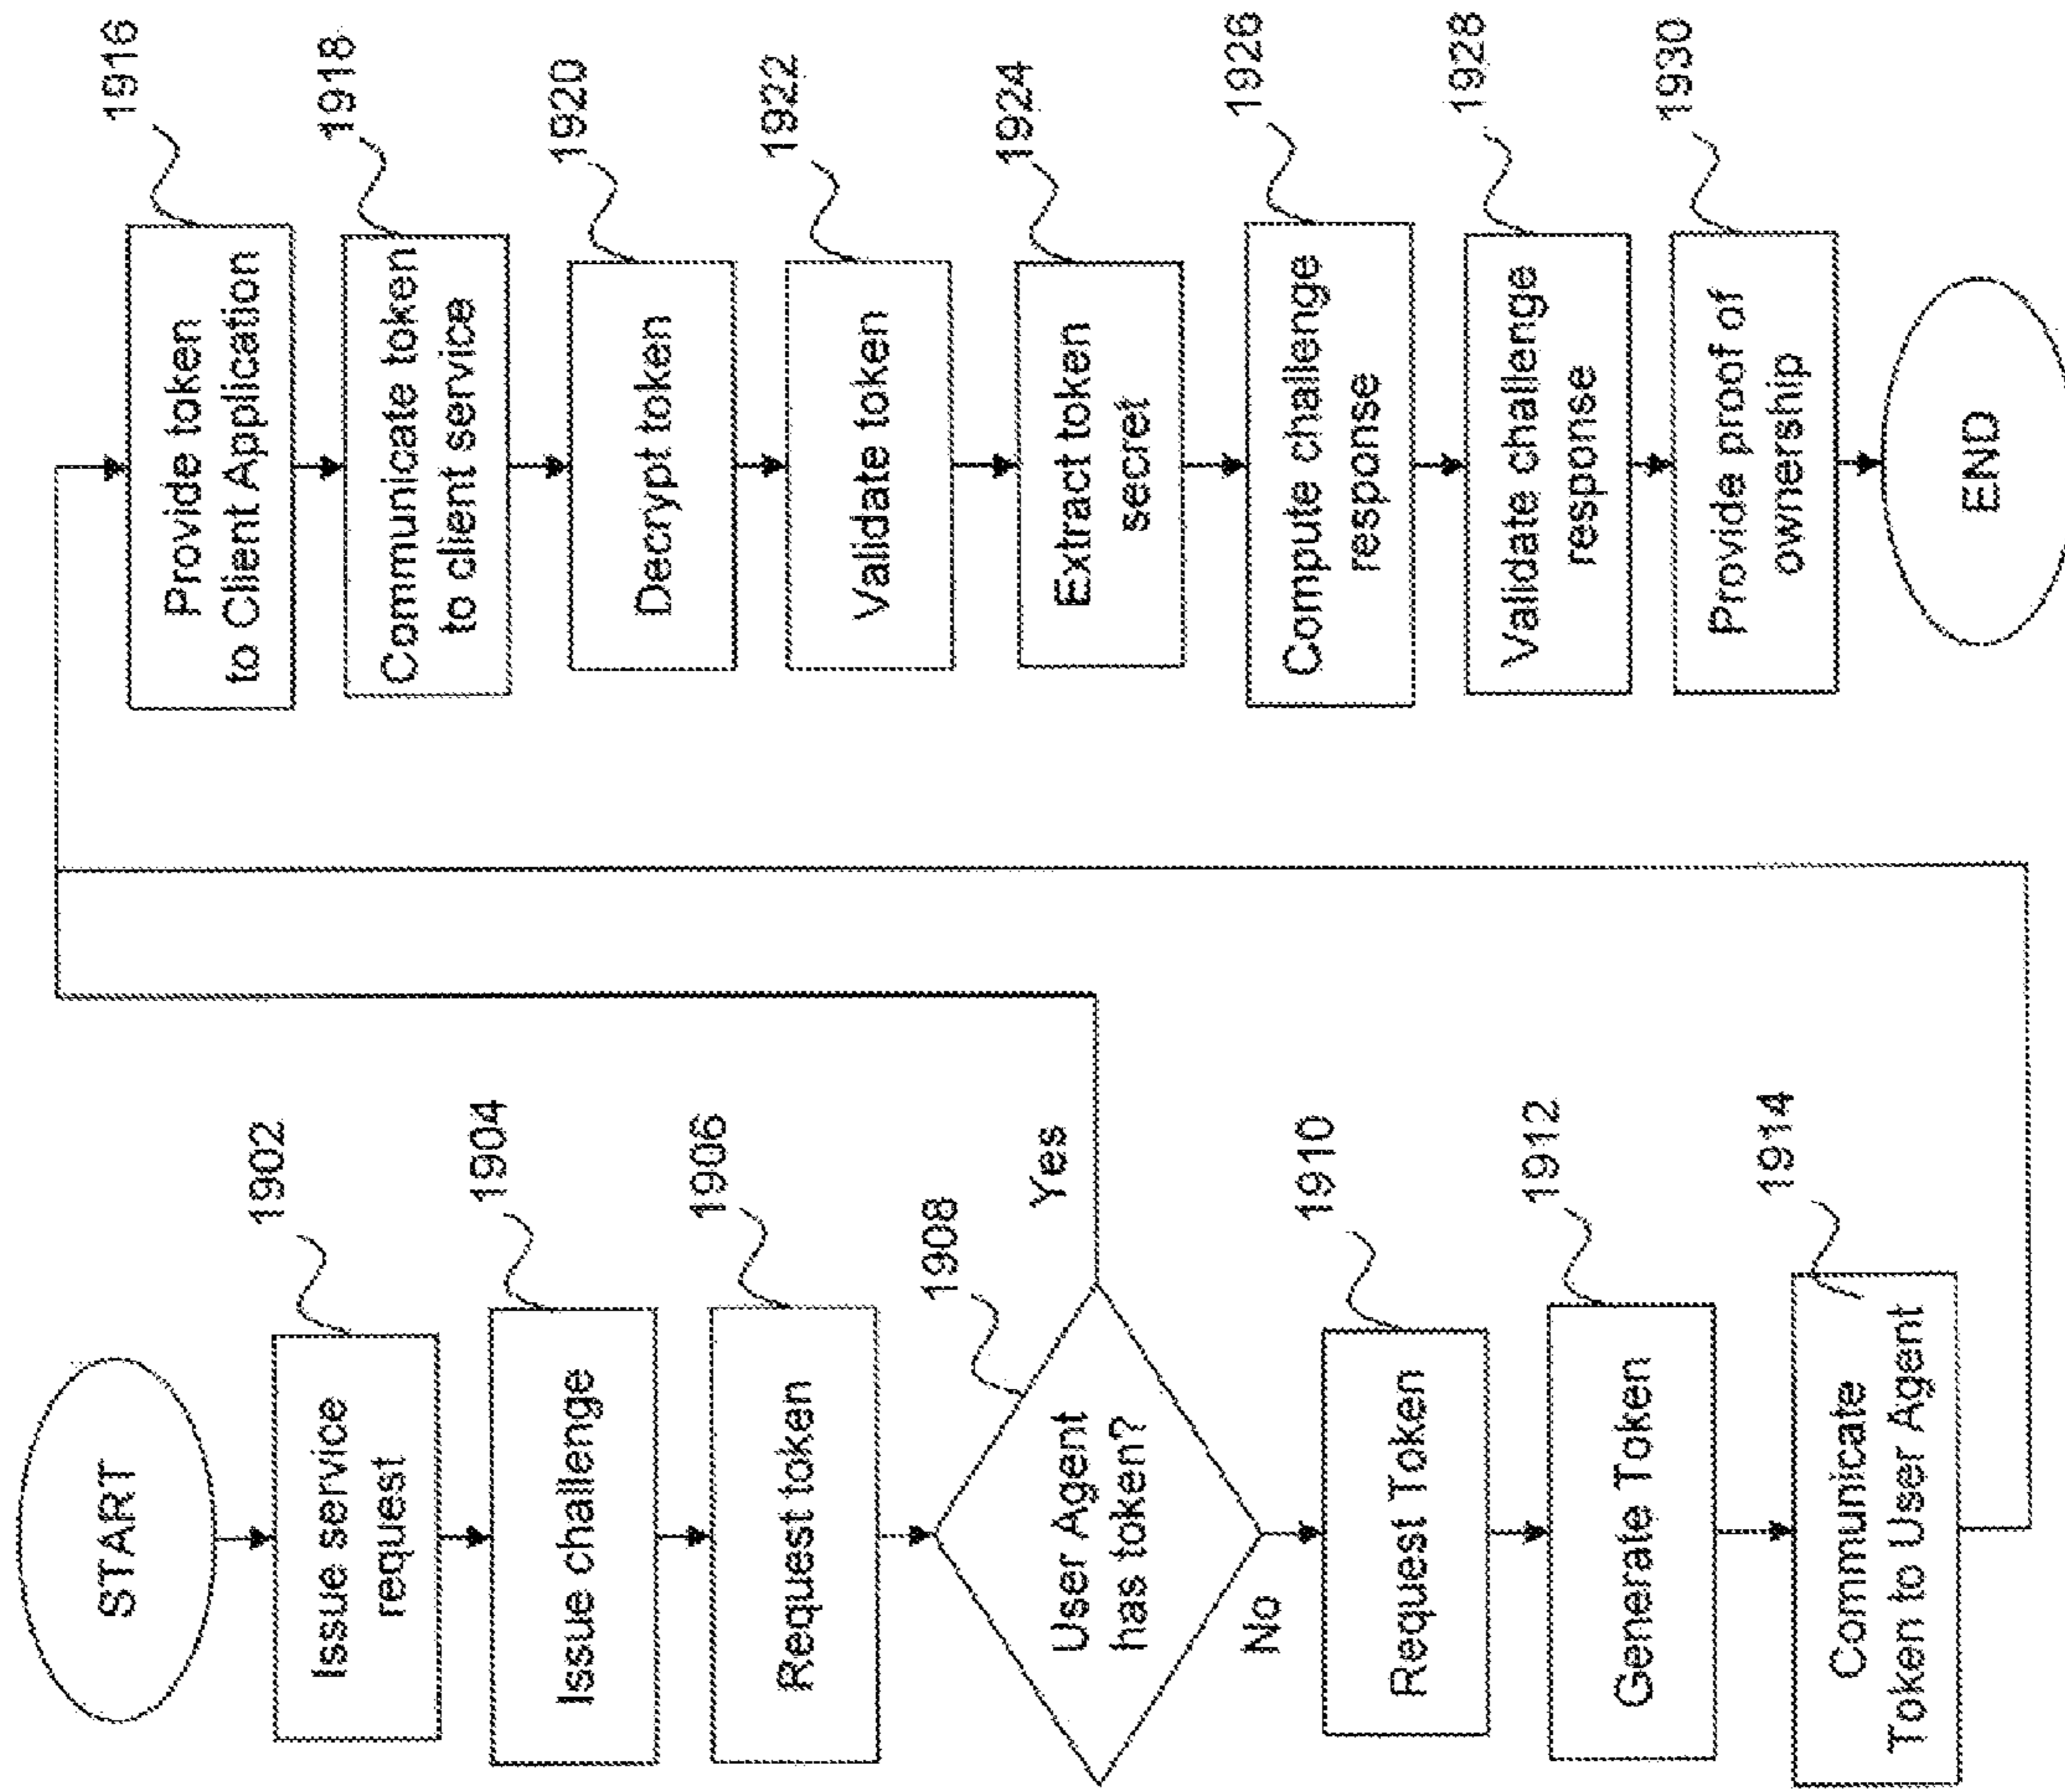 START
Issue service
request
1902
Issue challenge
1904
Request token
1906
User Agent
has token?
1908
Yes
No
Request Token
1910
Generate Token
1912
Communicate
Token to User Agent
1914
Provide token
to Client Application
1916
Communicate token
to client service
1918
Decrypt token
1920
Validate token
1922
Extract token
secret
1924
Compute challenge
response
1926
Validate challenge
response
1928
Provide proof of
ownership
1930
END